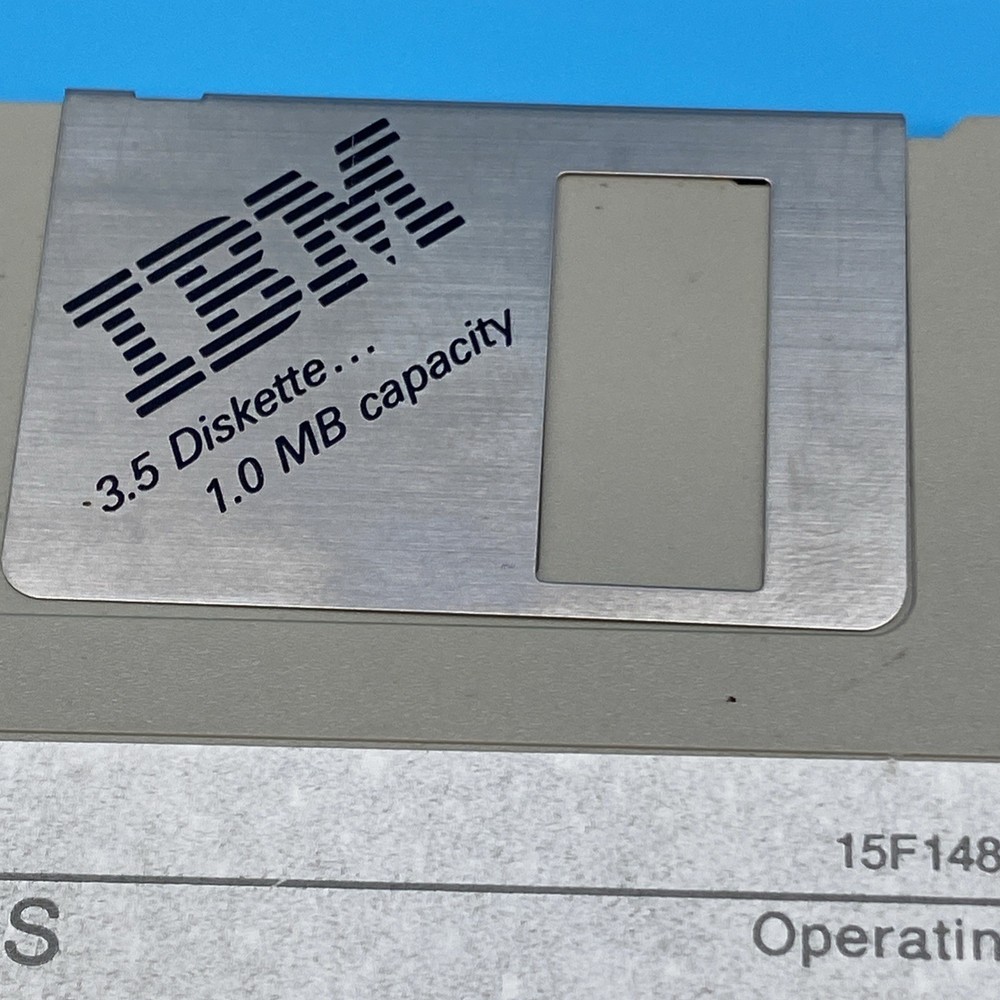 IBM
3.5 Diskette...
1.0 MB capacity
15F148
S
Operatin